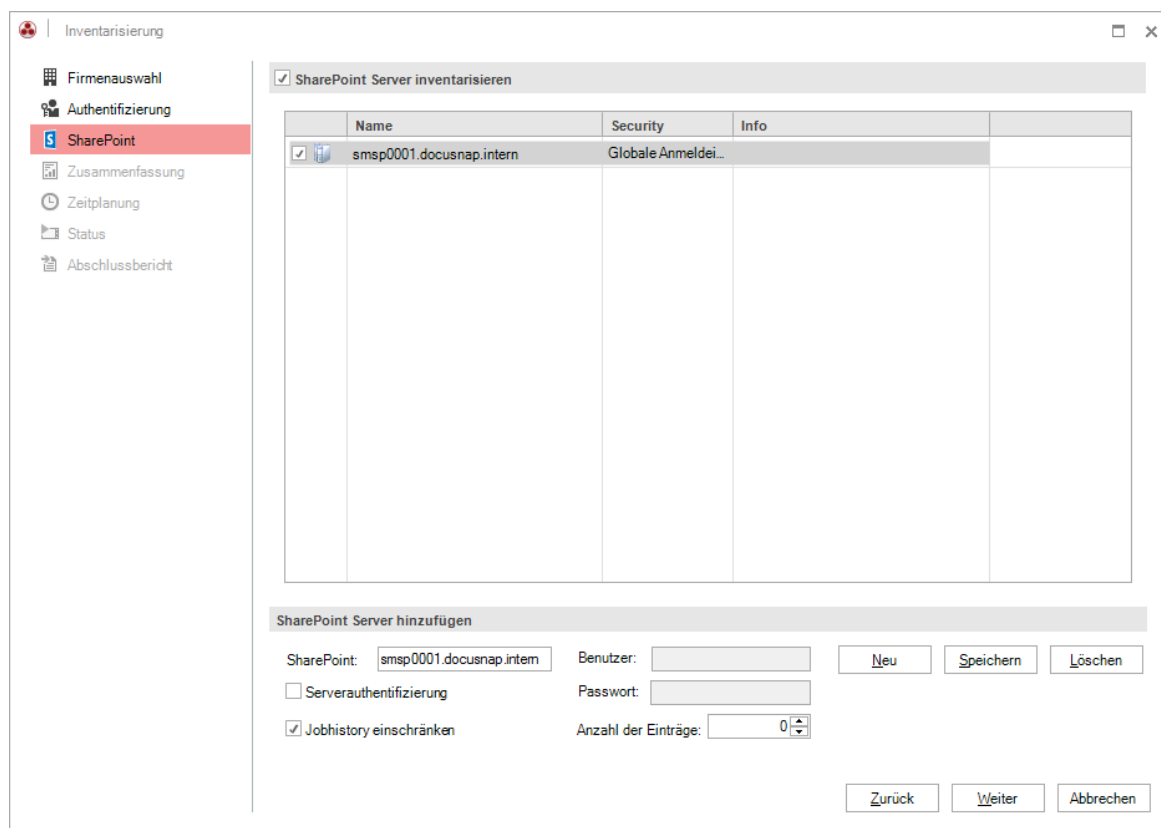 Inventarisierung
Firmenauswahl
Authentifizierung
SharePoint
Zusammenfassung
Zeitplanung
Status
Abschlussbericht
SharePoint Server inventarisieren
Name Security Info
smsp0001.docusnap.intern Globale Anmeldei...
SharePoint Server hinzufügen
SharePoint: smsp0001.docusnap.intern Benutzer: Neu Speichern Löschen
Serverauthentifizierung Passwort:
Jobhistory einschränken Anzahl der Einträge: 0
Zurück Weiter Abbrechen